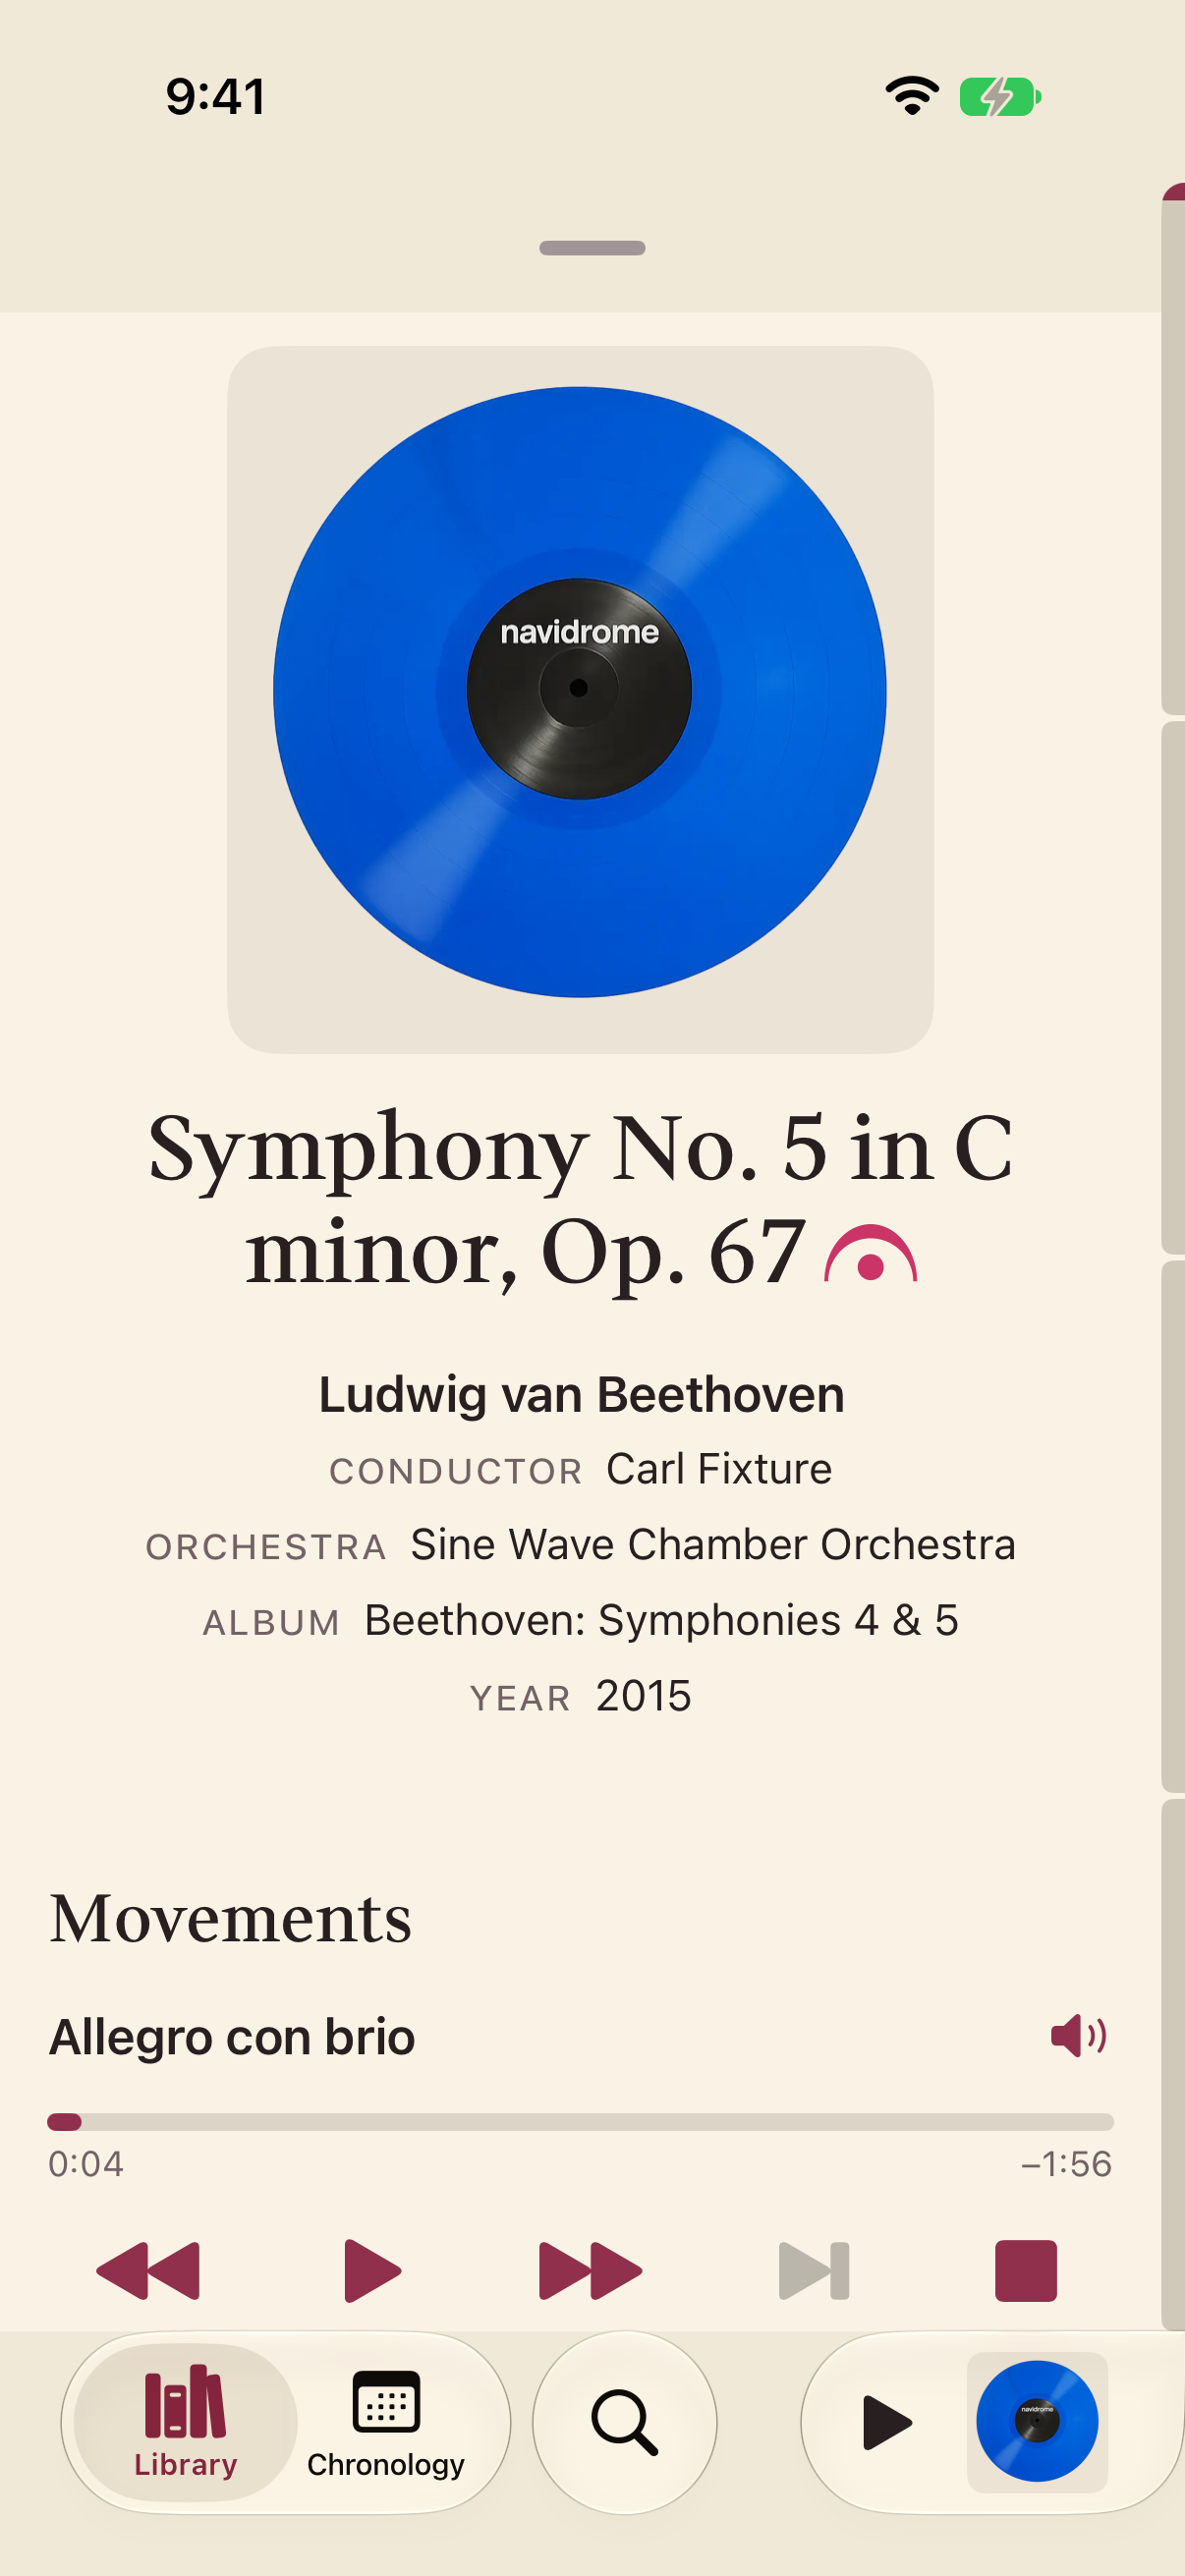 9:41
navidrome
Symphony No. 5 in C
minor, Op. 67
Ludwig van Beethoven
CONDUCTOR Carl Fixture
ORCHESTRA Sine Wave Chamber Orchestra
ALBUM Beethoven: Symphonies 4 & 5
YEAR 2015
Movements
Allegro con brio
0:04 –1:56
navidrome
Library Chronology